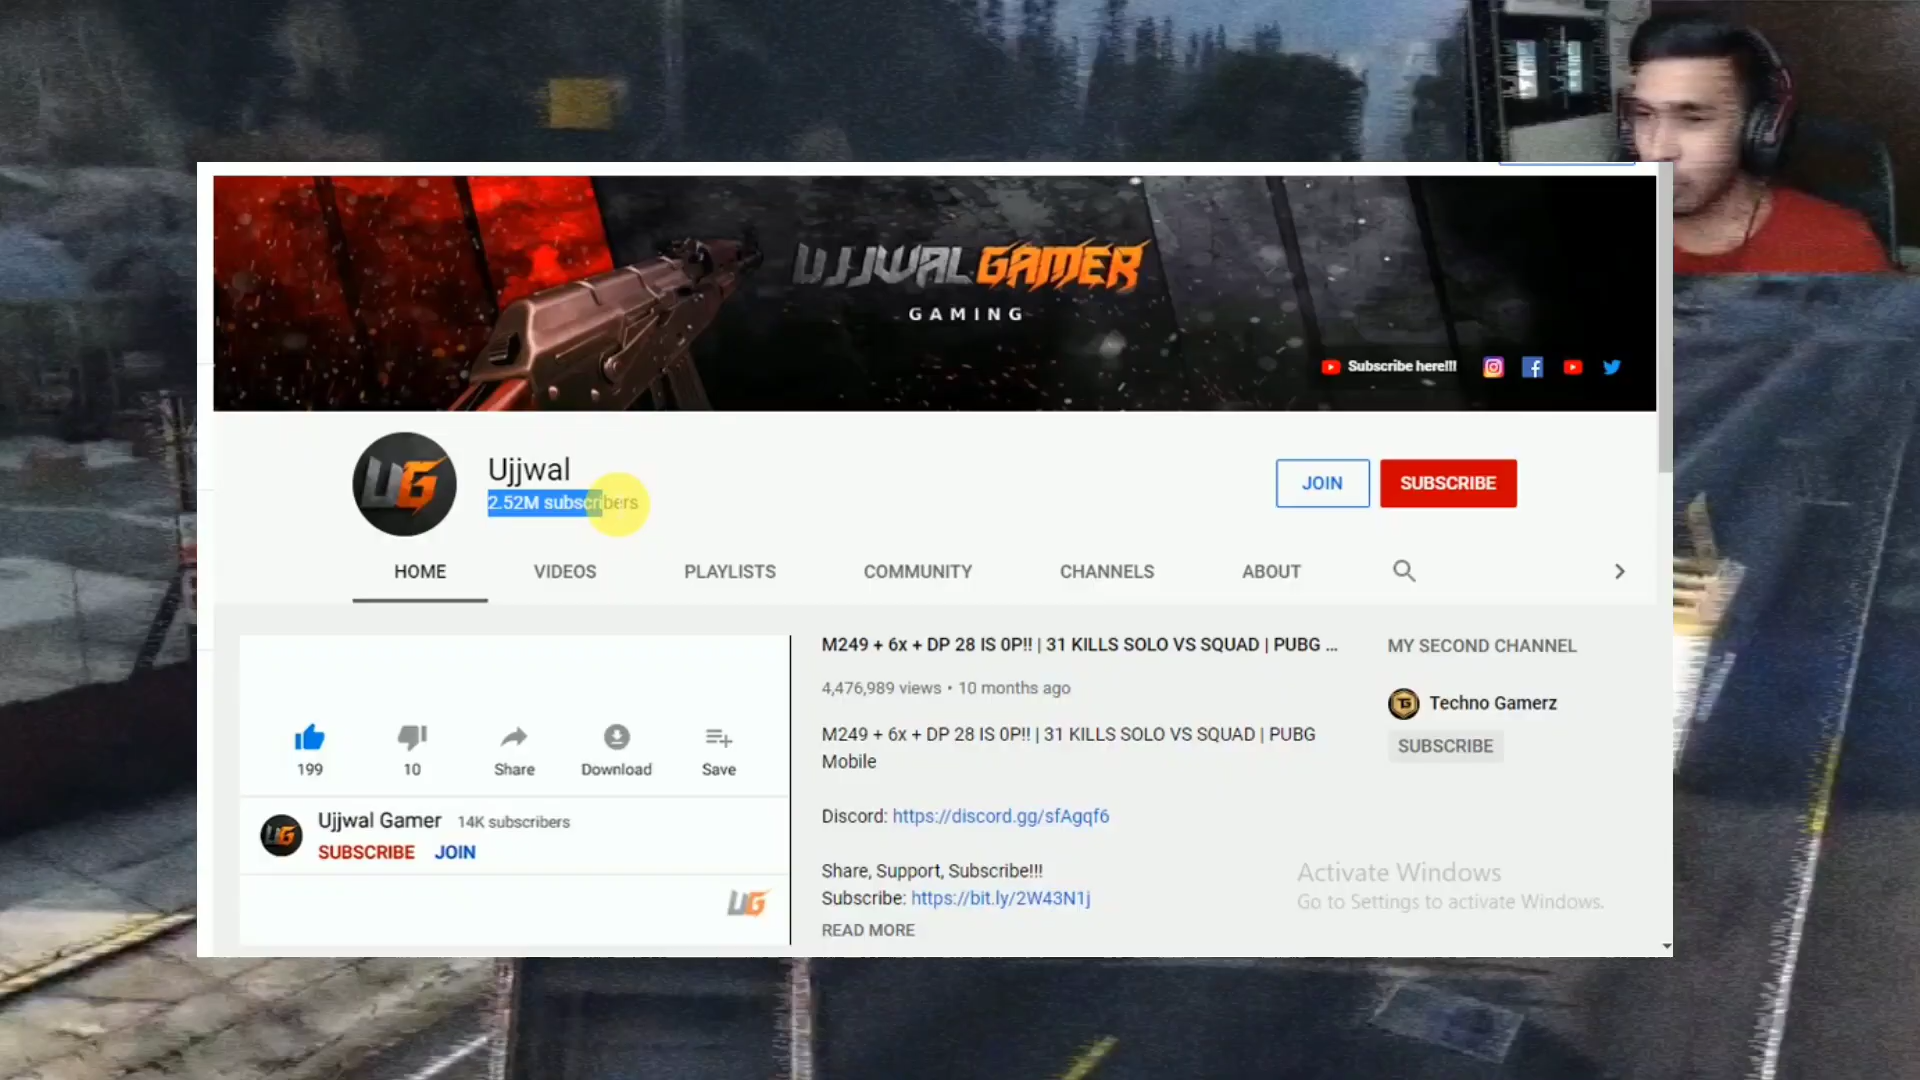 UJJWAL GAMER
GAMING
Subscribe here!!!
UG
Ujjwal
2.52M subscribers
JOIN
SUBSCRIBE
HOME
VIDEOS
PLAYLISTS
COMMUNITY
CHANNELS
ABOUT
199
10
Share
Download
Save
UG
Ujjwal Gamer 14K subscribers
SUBSCRIBE JOIN
UG
M249 + 6x + DP 28 IS 0P!! | 31 KILLS SOLO VS SQUAD | PUBG ...
4,476,989 views • 10 months ago
M249 + 6x + DP 28 IS 0P!! | 31 KILLS SOLO VS SQUAD | PUBG
Mobile
Discord: https://discord.gg/sfAgqf6
Share, Support, Subscribe!!!
Subscribe: https://bit.ly/2W43N1j
READ MORE
MY SECOND CHANNEL
TG
Techno Gamerz
SUBSCRIBE
Activate Windows
Go to Settings to activate Windows.